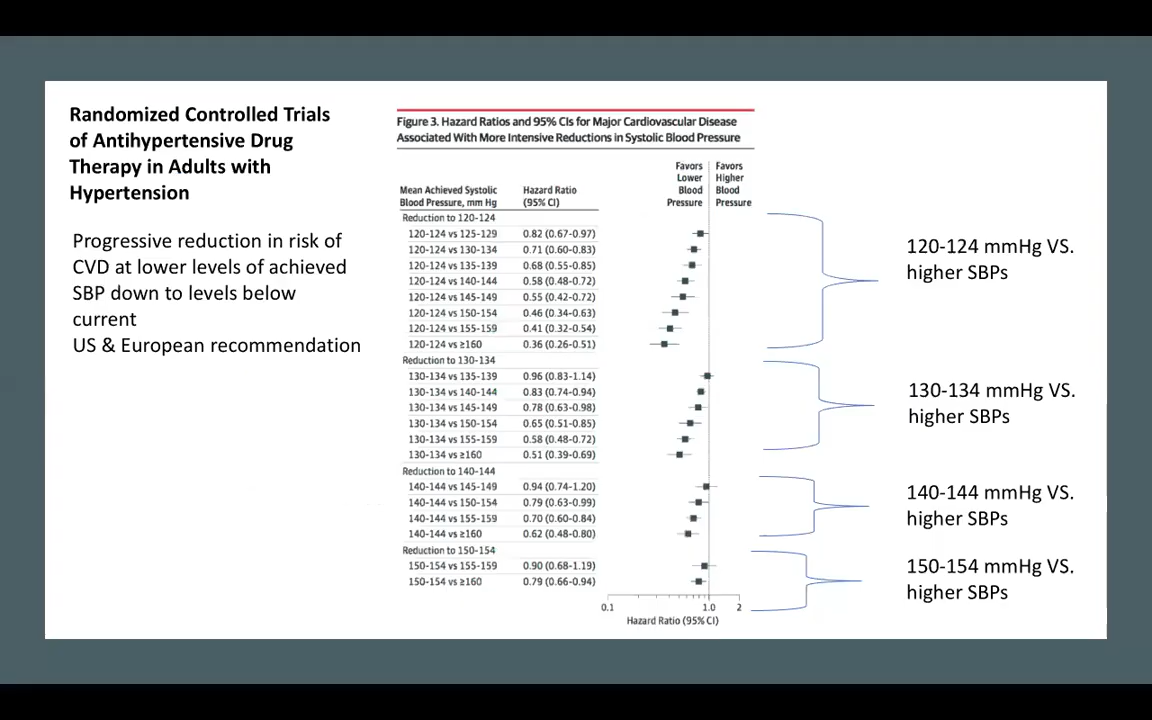 Randomized Controlled Trials
of Antihypertensive Drug
Therapy in Adults with
Hypertension
Progressive reduction in risk of
CVD at lower levels of achieved
SBP down to levels below
current
US & European recommendation
Figure 3. Hazard Ratios and 95% CIs for Major Cardiovascular Disease
Associated With More Intensive Reductions in Systolic Blood Pressure
Mean Achieved Systolic
Blood Pressure, mm Hg
Hazard Ratio
(95% CI)
Favors
Lower
Blood
Pressure
Favors
Higher
Blood
Pressure
Reduction to 120-124
120-124 vs 125-129 0.82 (0.67-0.97)
120-124 vs 130-134 0.71 (0.60-0.83)
120-124 vs 135-139 0.68 (0.55-0.85)
120-124 vs 140-144 0.58 (0.48-0.72)
120-124 vs 145-149 0.55 (0.42-0.72)
120-124 vs 150-154 0.46 (0.34-0.63)
120-124 vs 155-159 0.41 (0.32-0.54)
120-124 vs ≥160 0.36 (0.26-0.51)
Reduction to 130-134
130-134 vs 135-139 0.96 (0.83-1.14)
130-134 vs 140-144 0.83 (0.74-0.94)
130-134 vs 145-149 0.78 (0.63-0.98)
130-134 vs 150-154 0.65 (0.51-0.85)
130-134 vs 155-159 0.58 (0.48-0.72)
130-134 vs ≥160 0.51 (0.39-0.69)
Reduction to 140-144
140-144 vs 145-149 0.94 (0.74-1.20)
140-144 vs 150-154 0.79 (0.63-0.99)
140-144 vs 155-159 0.70 (0.60-0.84)
140-144 vs ≥160 0.62 (0.48-0.80)
Reduction to 150-154
150-154 vs 155-159 0.90 (0.68-1.19)
150-154 vs ≥160 0.79 (0.66-0.94)
0.1 1.0 2
Hazard Ratio (95% CI)
120-124 mmHg VS.
higher SBPs
130-134 mmHg VS.
higher SBPs
140-144 mmHg VS.
higher SBPs
150-154 mmHg VS.
higher SBPs